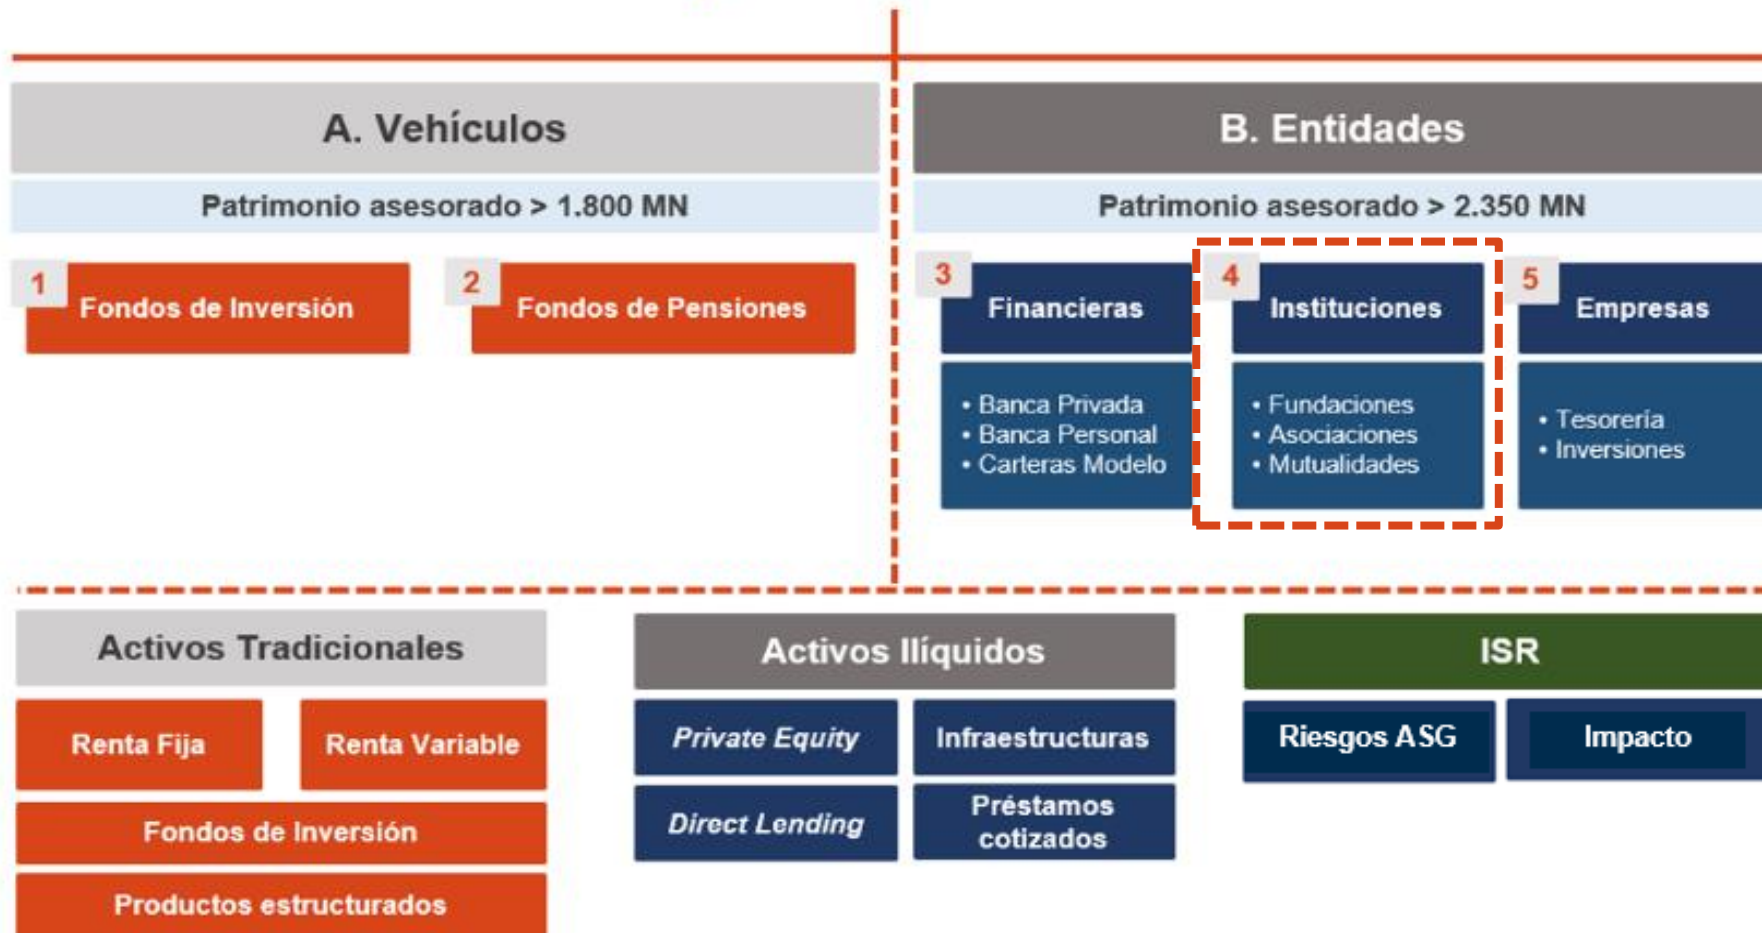 A. Vehículos
Patrimonio asesorado > 1.800 MN
1
Fondos de Inversión
2
Fondos de Pensiones
B. Entidades
Patrimonio asesorado > 2.350 MN
3
Financieras
• Banca Privada
• Banca Personal
• Carteras Modelo
4
Instituciones
• Fundaciones
• Asociaciones
• Mutualidades
5
Empresas
• Tesorería
• Inversiones
Activos Tradicionales
Renta Fija
Renta Variable
Fondos de Inversión
Productos estructurados
Activos Ilíquidos
Private Equity
Infraestructuras
Direct Lending
Préstamos
cotizados
ISR
Riesgos ASG
Impacto